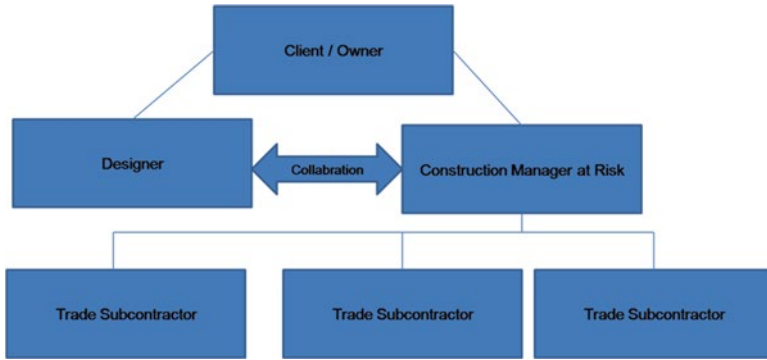 Client / Owner
Designer
Collabration
Construction Manager at Risk
Trade Subcontractor
Trade Subcontractor
Trade Subcontractor